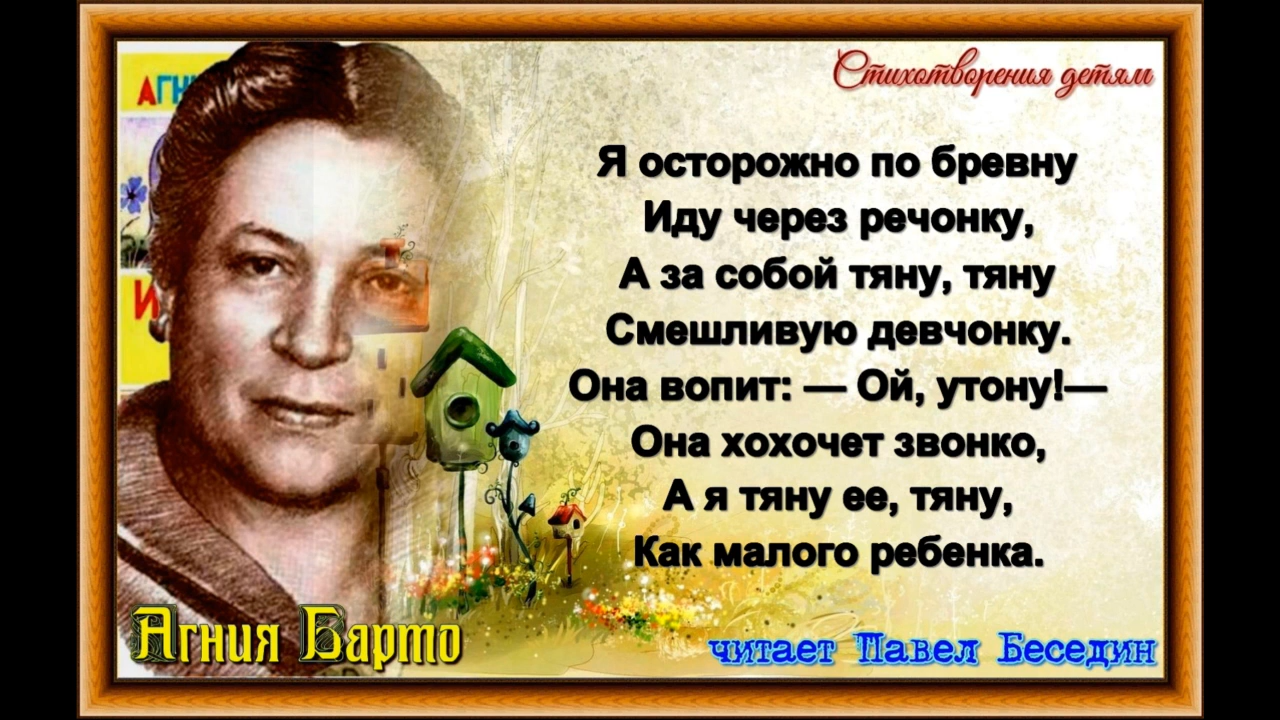 Стихотворения детям
АГН
И
Я осторожно по бревну
Иду через речонку,
А за собой тяну, тяну
Смешливую девчонку.
Она вопит: — Ой, утону!—
Она хохочет звонко,
А я тяну ее, тяну,
Как малого ребенка.
Агния Барто
читает Павел Беседин